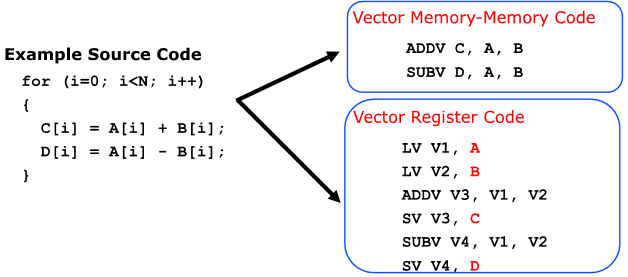 Example Source Code
for (i=0; i<N; i++)
{
C[i] = A[i] + B[i];
D[i] = A[i] - B[i];
}
Vector Memory-Memory Code
ADDV C, A, B
SUBV D, A, B
Vector Register Code
LV V1, A
LV V2, B
ADDV V3, V1, V2
SV V3, C
SUBV V4, V1, V2
SV V4, D